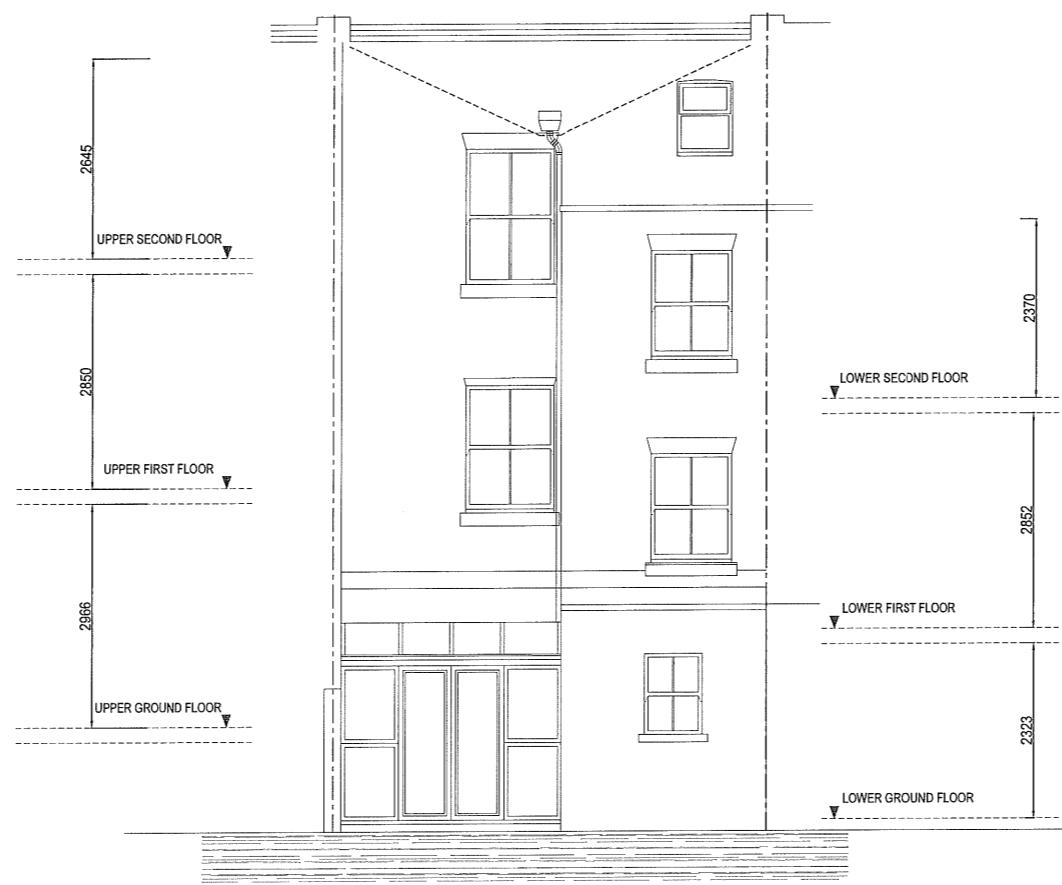 2645
UPPER SECOND FLOOR
2850
UPPER FIRST FLOOR
2966
UPPER GROUND FLOOR
2370
LOWER SECOND FLOOR
2852
LOWER FIRST FLOOR
2323
LOWER GROUND FLOOR